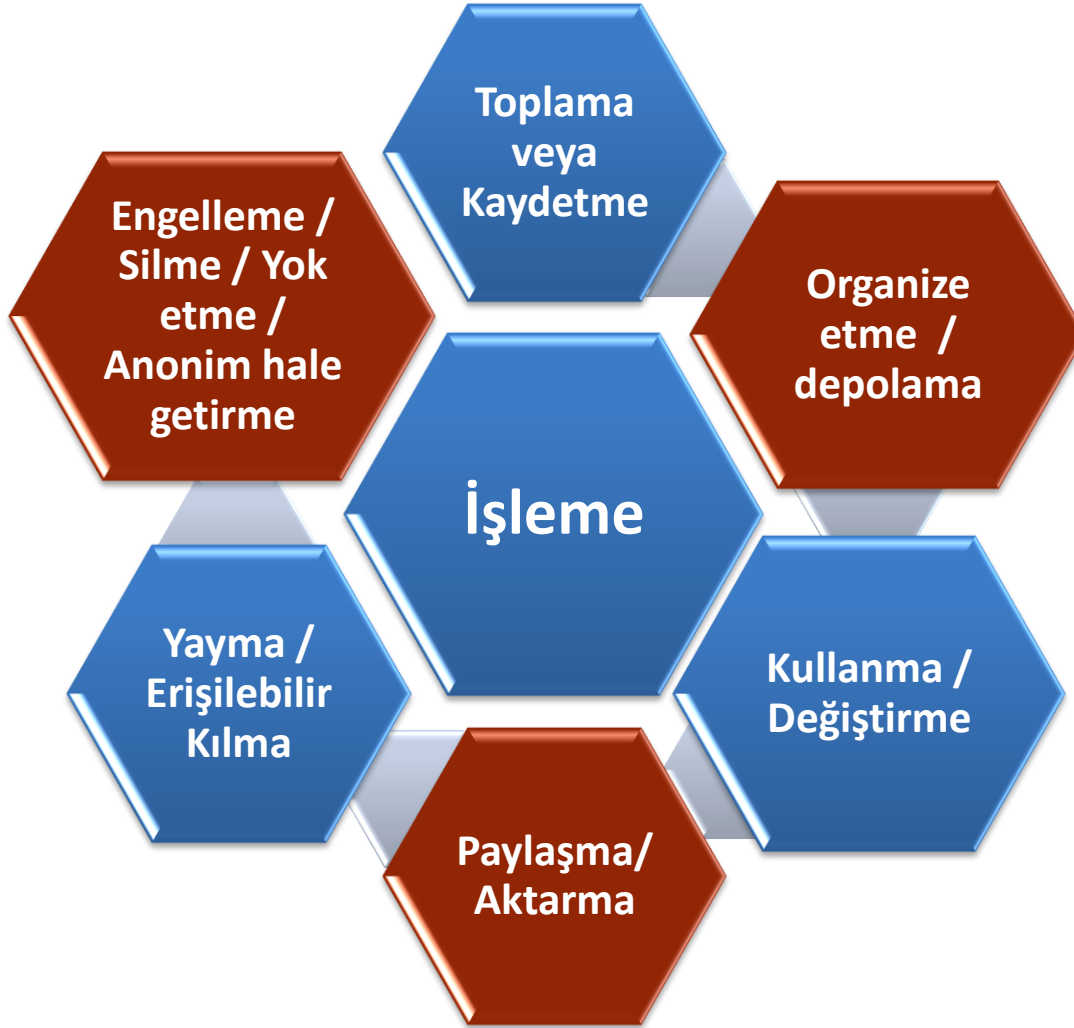 Toplama
veya
Kaydetme
Organize
etme /
depolama
Kullanma /
Değiştirme
Paylaşma/
Aktarma
Yayma /
Erişilebilir
Kılma
Engelleme /
Silme / Yok
etme /
Anonim hale
getirme
İşleme